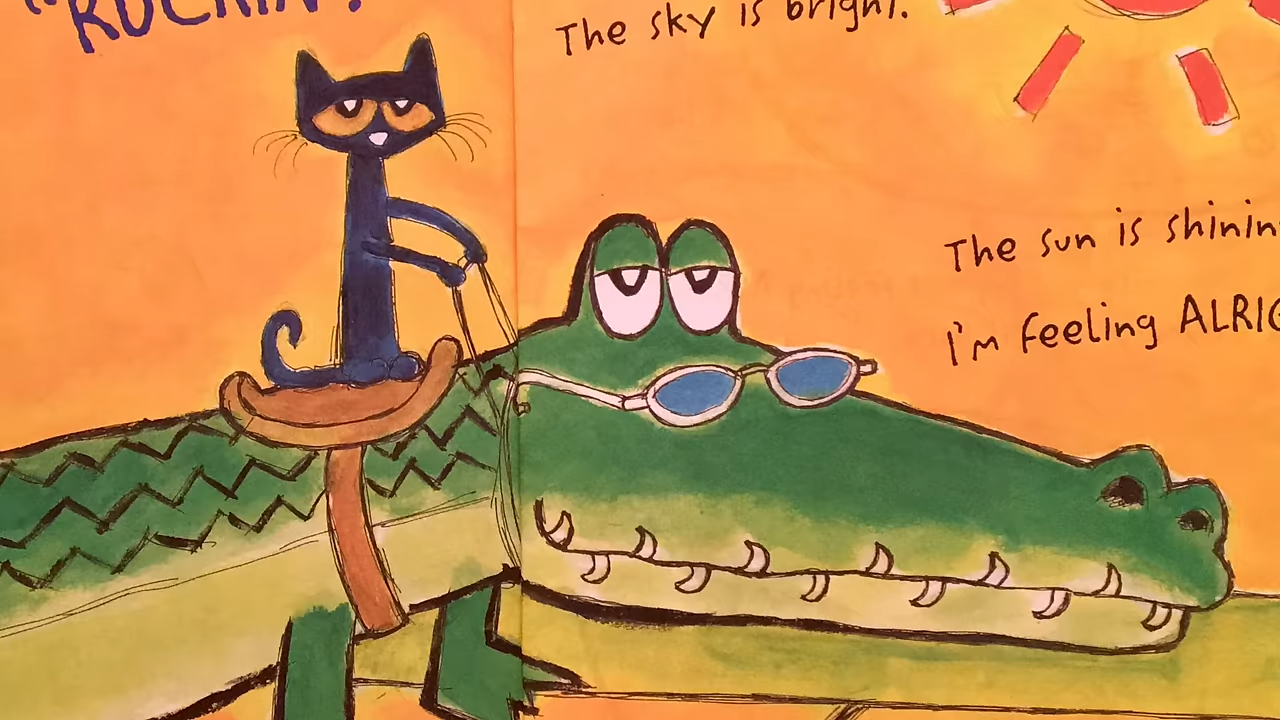 "ROCKIN'!
The sky is bright.
The sun is shinin
I'm feeling ALRIG